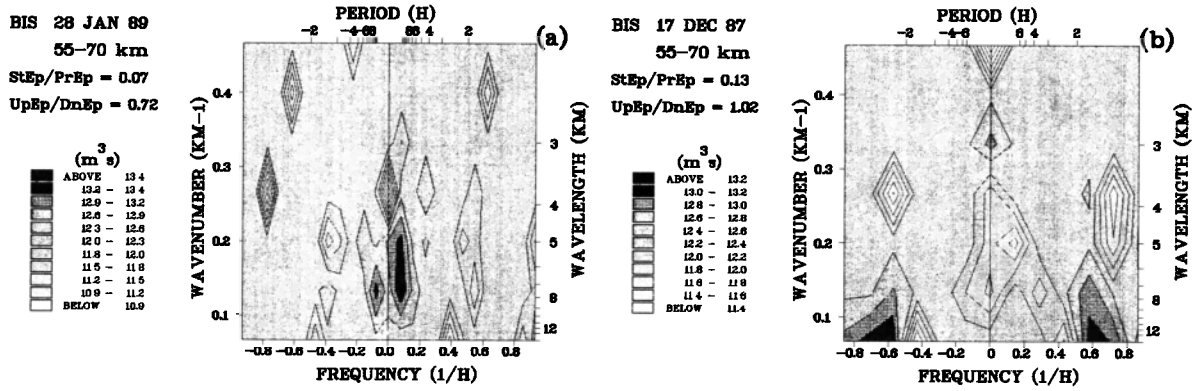 BIS 28 JAN 89
55-70 km
StEp/PrEp = 0.07
UpEp/DnEp = 0.72
(m³s)
ABOVE 13.4
13.2 - 13.4
12.9 - 13.2
12.6 - 12.9
12.3 - 12.6
12.0 - 12.3
11.8 - 12.0
11.5 - 11.8
11.2 - 11.5
10.9 - 11.2
BELOW 10.9
PERIOD (H)
-2 -4 8 4 2
(a)
WAVENUMBER (KM-1)
0.4
0.3
0.2
0.1
WAVELENGTH (KM)
3
4
5
8
12
-0.8 -0.6 -0.4 -0.2 -0.0 0.2 0.4 0.6 0.8
FREQUENCY (1/H)
BIS 17 DEC 87
55-70 km
StEp/PrEp = 0.13
UpEp/DnEp = 1.02
(m³s)
ABOVE 13.2
13.0 - 13.2
12.8 - 13.0
12.6 - 12.8
12.4 - 12.6
12.2 - 12.4
12.0 - 12.2
11.8 - 12.0
11.6 - 11.8
11.4 - 11.6
BELOW 11.4
PERIOD (H)
-2 4 2
(b)
WAVENUMBER (KM-1)
0.4
0.3
0.2
0.1
WAVELENGTH (KM)
3
4
5
8
12
-0.8 -0.6 -0.4 -0.2 0 0.2 0.4 0.6 0.8
FREQUENCY (1/H)